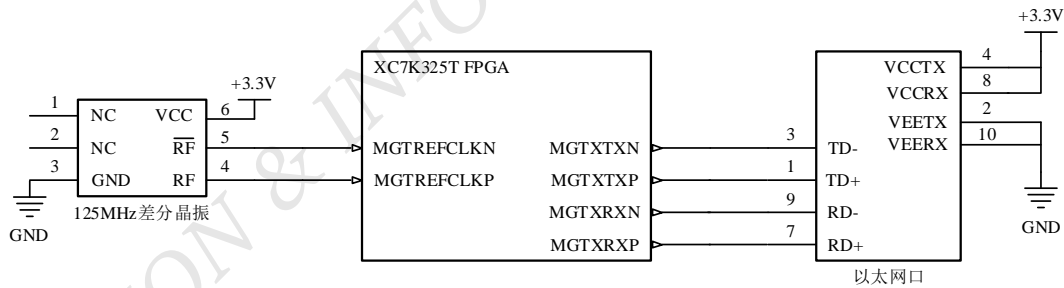 +3.3V
XC7K325T FPGA
4
VCCTX
+3.3V
8
VCCRX
1
NC
VCC
6
2
VEETX
2
NC
RF
5
MGTREFCLKN
MGTXTXN
3
TD-
VEERX
10
3
GND
RF
4
MGTREFCLKP
MGTXTXP
1
TD+
125MHz差分晶振
MGTXRXN
9
RD-
GND
MGTXRXP
7
RD+
GND
以太网口
ION & INFO